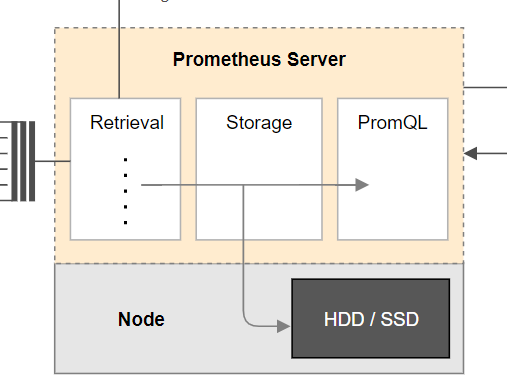 Prometheus Server
Retrieval
Storage
PromQL
Node
HDD / SSD